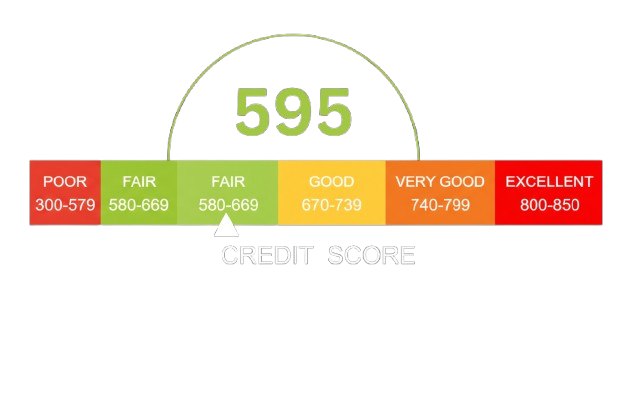 595
POOR FAIR FAIR GOOD VERY GOOD EXCELLENT
300-579 580-669 580-669 670-739 740-799 800-850
CREDIT SCORE